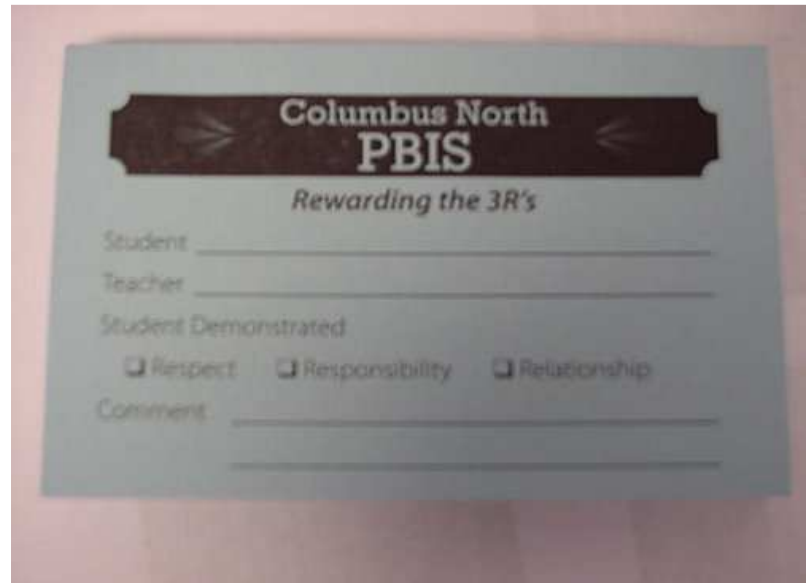 Columbus North
PBIS
Rewarding the 3R's
Student
Teacher
Student Demonstrated
❑ Respect ❑ Responsibility ❑ Relationship
Comment